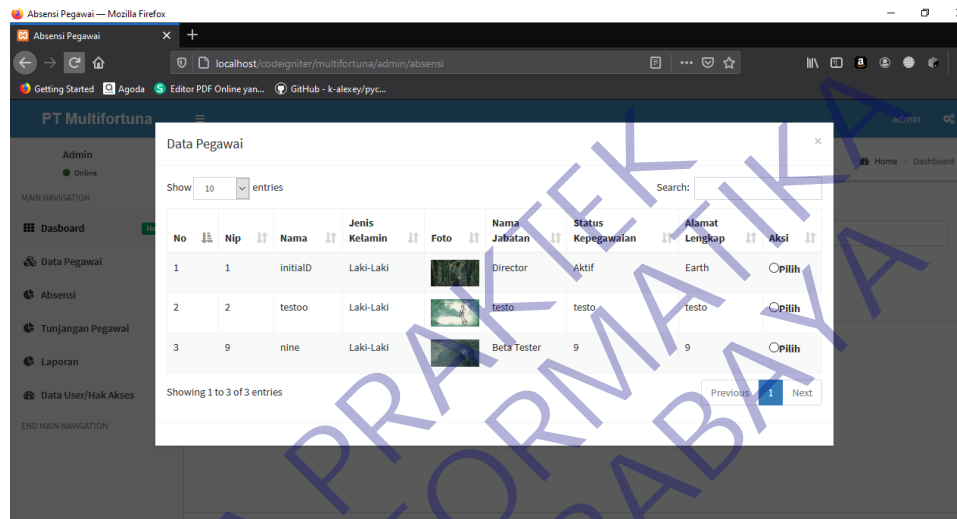 Absensi Pegawai — Mozilla Firefox
Absensi Pegawai
localhost/codeigniter/multifortuna/admin/absensi
Getting Started Agoda Editor PDF Online yan... GitHub - k-alexey/pyc...
PT Multifortuna admin
Admin
Online
Home > Dashboard
MAIN NAVIGATION
Dasboard
Data Pegawai
Absensi
Tunjangan Pegawai
Laporan
Data User/Hak Akses
END MAIN NAVIGATION
Data Pegawai ×
Show 10 entries Search:
No Nip Nama Jenis Kelamin Foto Nama Jabatan Status Kepegawaian Alamat Lengkap Aksi
1 1 initialD Laki-Laki Director Aktif Earth Pilih
2 2 testoo Laki-Laki testo testo testo Pilih
3 9 nine Laki-Laki Beta Tester 9 9 Pilih
Showing 1 to 3 of 3 entries Previous 1 Next
PRAKTEK
FORMATIKA
RABAYA